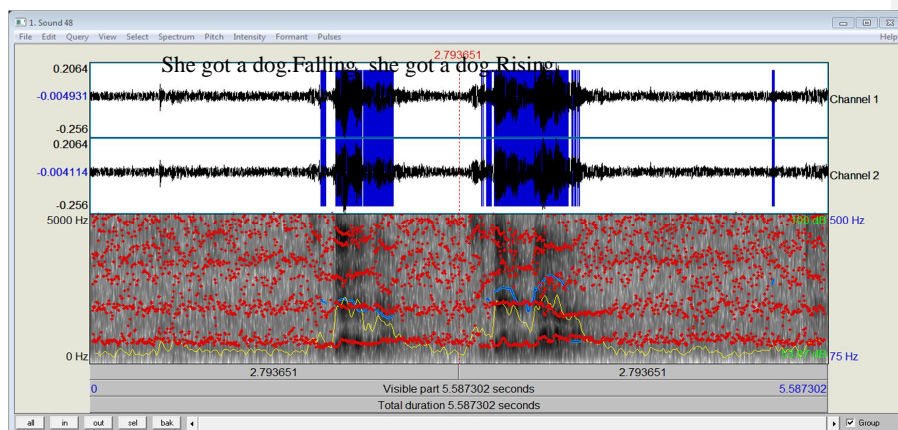 1. Sound 48
File Edit Query View Select Spectrum Pitch Intensity Formant Pulses Help
2.793651
She got a dog.Falling, she got a dog.Rising.
0.2064
-0.004931 Channel 1
-0.256
0.2064
-0.004114 Channel 2
-0.256
5000 Hz 500 Hz
0 Hz 75 Hz
2.793651 2.793651
0 Visible part 5.587302 seconds 5.587302
Total duration 5.587302 seconds
all in out sel bak Group